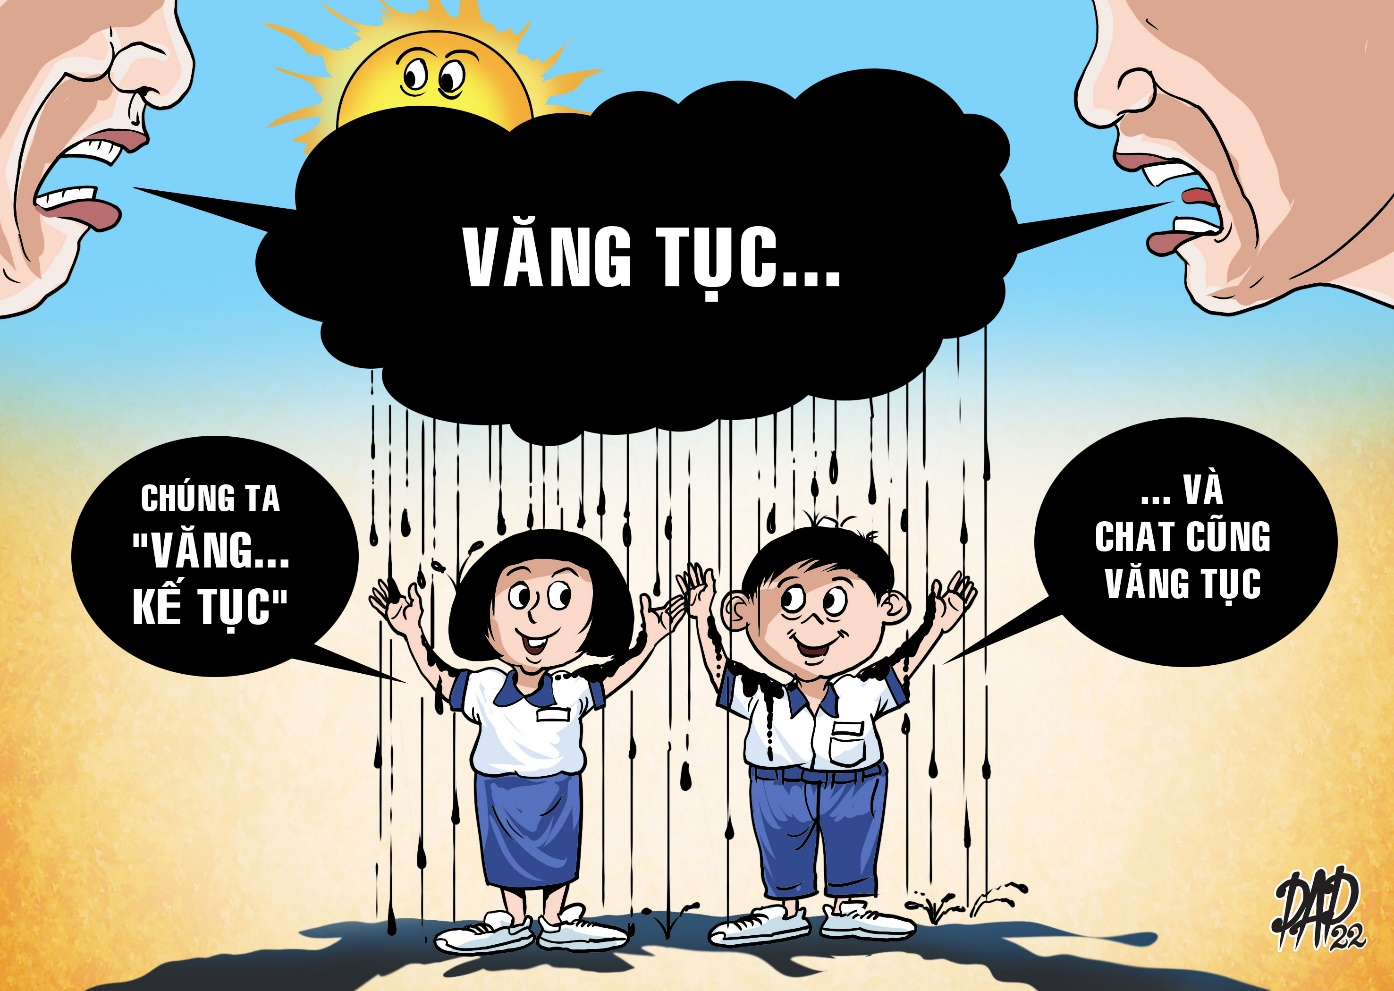 VĂNG TỤC...
CHÚNG TA
"VĂNG...
KẾ TỤC"
... VÀ
CHAT CŨNG
VĂNG TỤC
DAD
22